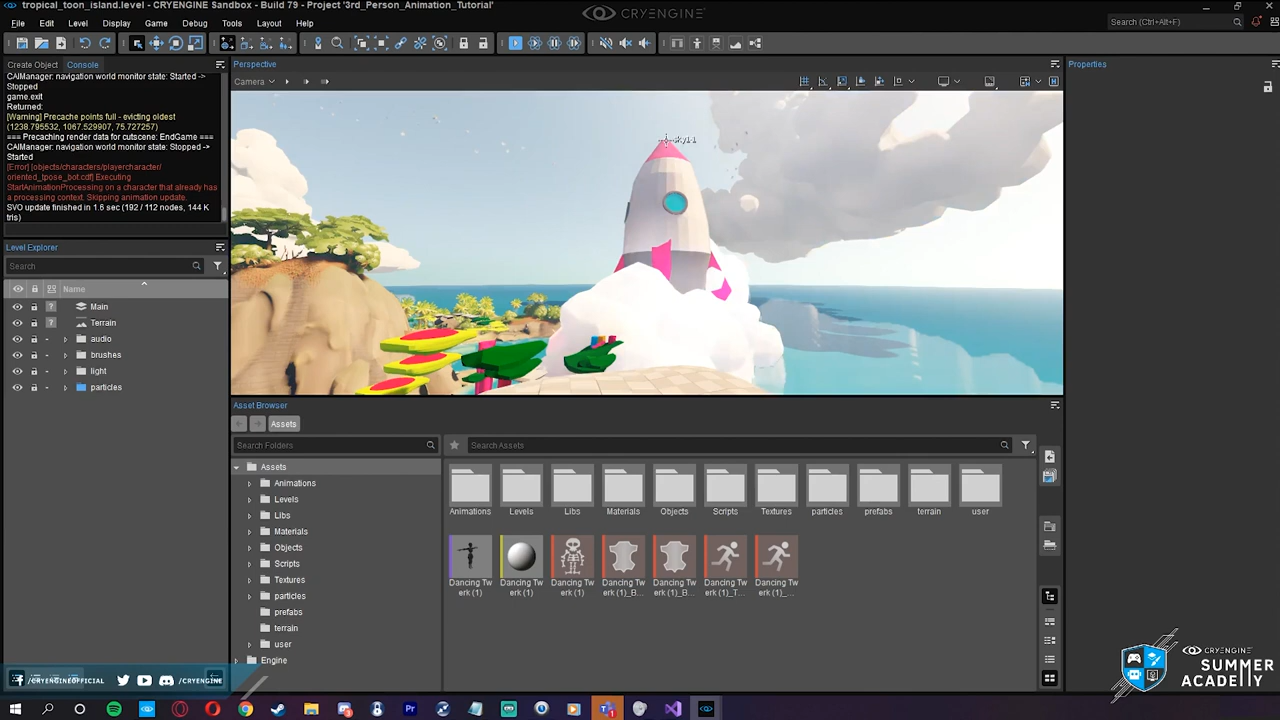 tropical_toon_island.level - CRYENGINE Sandbox - Build 79 - Project '3rd_Person_Animation_Tutorial'
CRYENGINE
File Edit Level Display Game Debug Tools Layout Help
Search (Ctrl+Alt+F)
Create Object Console
CAIManager: navigation world monitor state: Started ->
Stopped
game.exit
Returned:
[Warning] Precache points full - evicting oldest
(1238.795532, 1067.529907, 75.727257)
=== Precaching render data for cutscene: EndGame ===
CAIManager: navigation world monitor state: Stopped ->
Started
[Error] [objects/characters/playercharacter/
oriented_tpose_bot.cdf] Executing
StartAnimationProcessing on a character that already has
a processing context. Skipping animation update.
SVO update finished in 1.6 sec (192 / 112 nodes, 144 K
tris)
Perspective
Camera
Properties
Level Explorer
Search
Name
? Main
? Terrain
audio
brushes
light
particles
Asset Browser
Assets
Search Folders
Search Assets
Assets
Animations
Levels
Libs
Materials
Objects
Scripts
Textures
particles
prefabs
terrain
user
Engine
Animations Levels Libs Materials Objects Scripts Textures particles prefabs terrain user
Dancing Tw Dancing Tw Dancing Tw Dancing Tw Dancing Tw Dancing Tw Dancing Tw
erk (1) erk (1) erk (1) erk (1)_B... erk (1)_B... erk (1)_T... erk (1)_...
/CRYENGINEOFFICIAL /CRYENGINE
CRYENGINE
SUMMER
ACADEMY